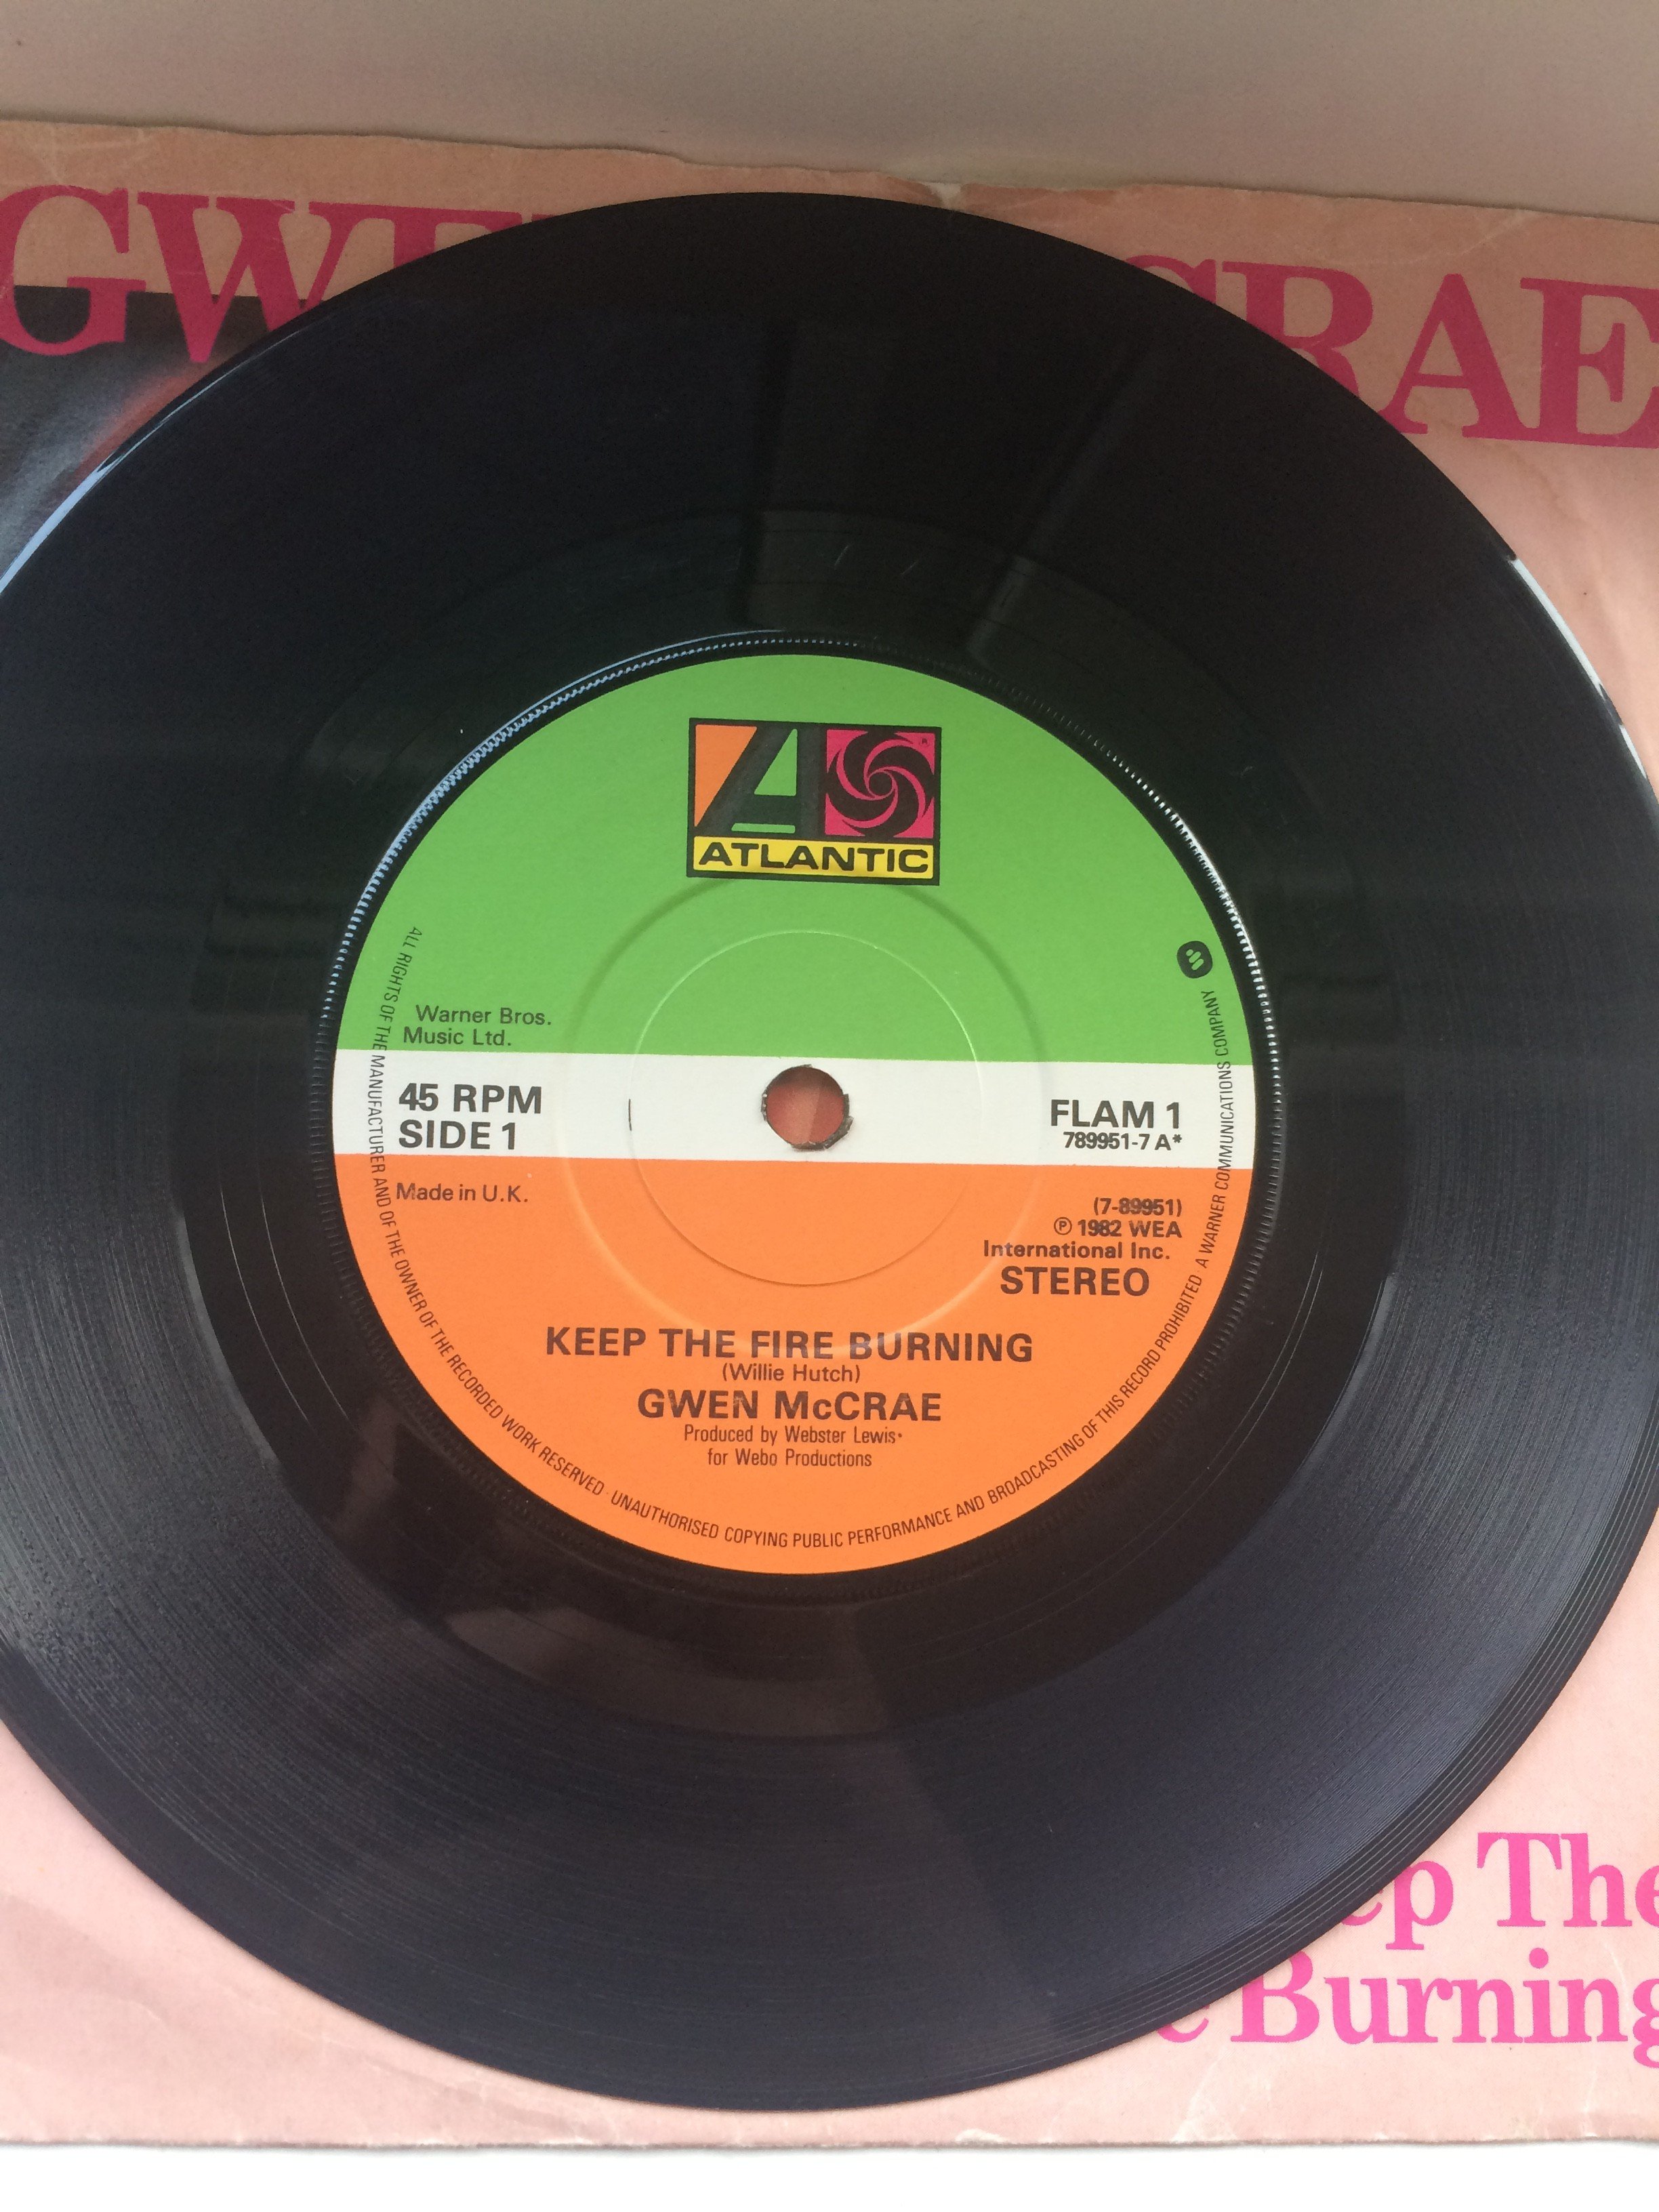 GWEN
CRAE
ATLANTIC
Warner Bros.
Music Ltd.
45 RPM
SIDE 1
FLAM 1
789951-7 A*
Made in U.K.
(7-89951)
℗ 1982 WEA
International Inc.
STEREO
KEEP THE FIRE BURNING
(Willie Hutch)
GWEN McCRAE
Produced by Webster Lewis·
for Webo Productions
ALL RIGHTS OF THE MANUFACTURER AND OF THE OWNER OF THE RECORDED WORK RESERVED · UNAUTHORISED COPYING PUBLIC PERFORMANCE AND BROADCASTING OF THIS RECORD PROHIBITED · A WARNER COMMUNICATIONS COMPANY
ep The
e Burning